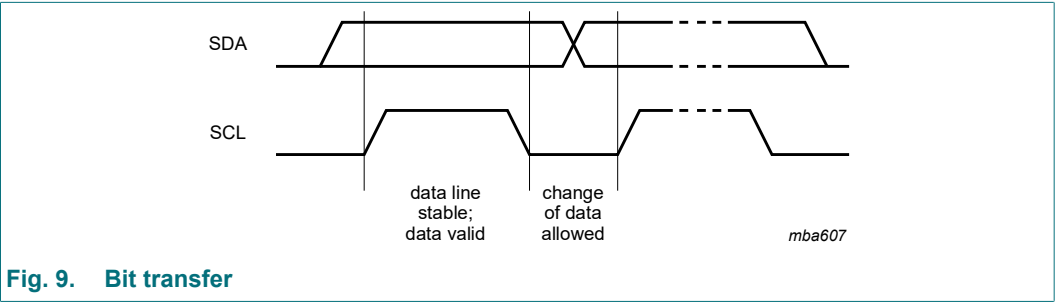 SDA
SCL
data line
stable;
data valid
change
of data
allowed
mba607
Fig. 9. Bit transfer